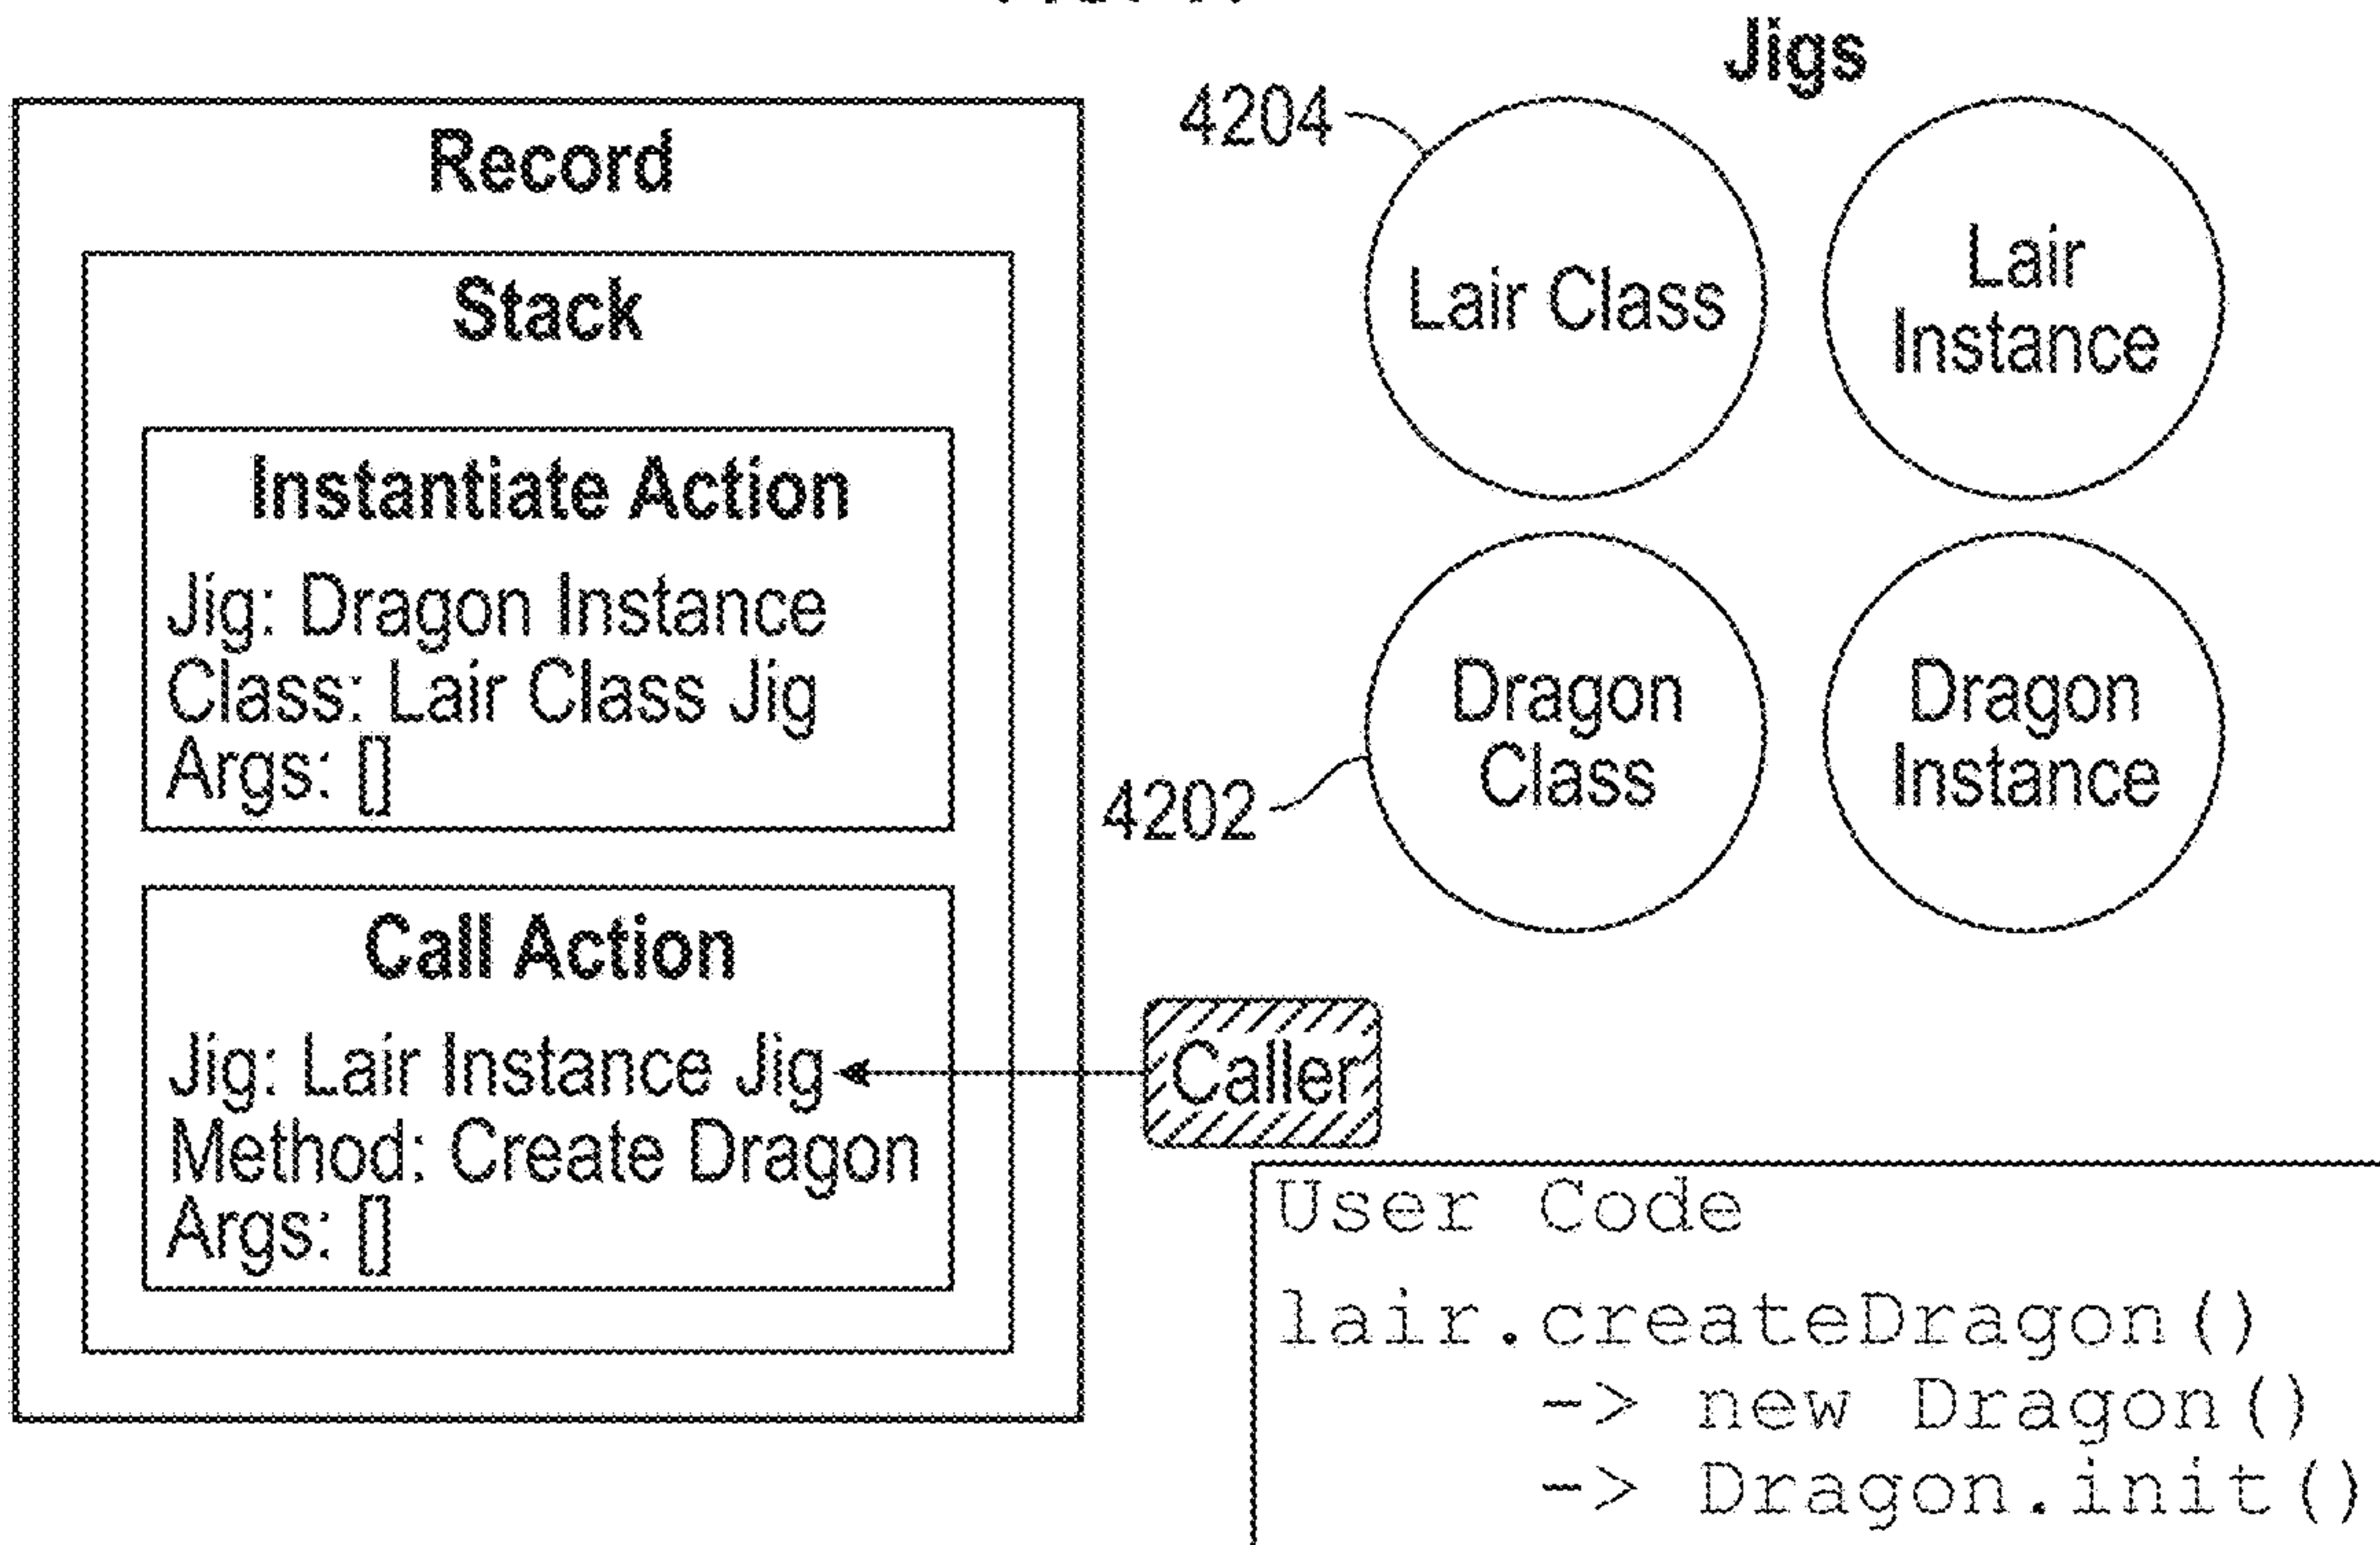 Record
Stack
Instantiate Action
Jig: Dragon Instance
Class: Lair Class Jig
Args: []
Call Action
Jig: Lair Instance Jig
Method: Create Dragon
Args: []
Jigs
4204
Lair Class
Lair
Instance
4202
Dragon
Class
Dragon
Instance
Caller
User Code
lair.createDragon()
-> new Dragon()
-> Dragon.init()